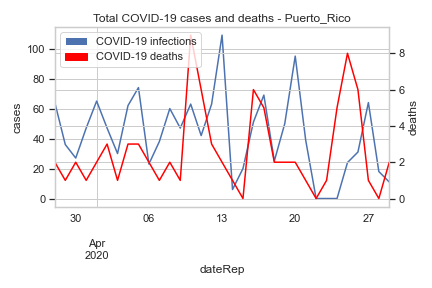 Total COVID-19 cases and deaths - Puerto_Rico
COVID-19 infections
COVID-19 deaths
100
80
60
40
20
0
cases
8
6
4
2
0
deaths
30
06
13
20
27
Apr
2020
dateRep